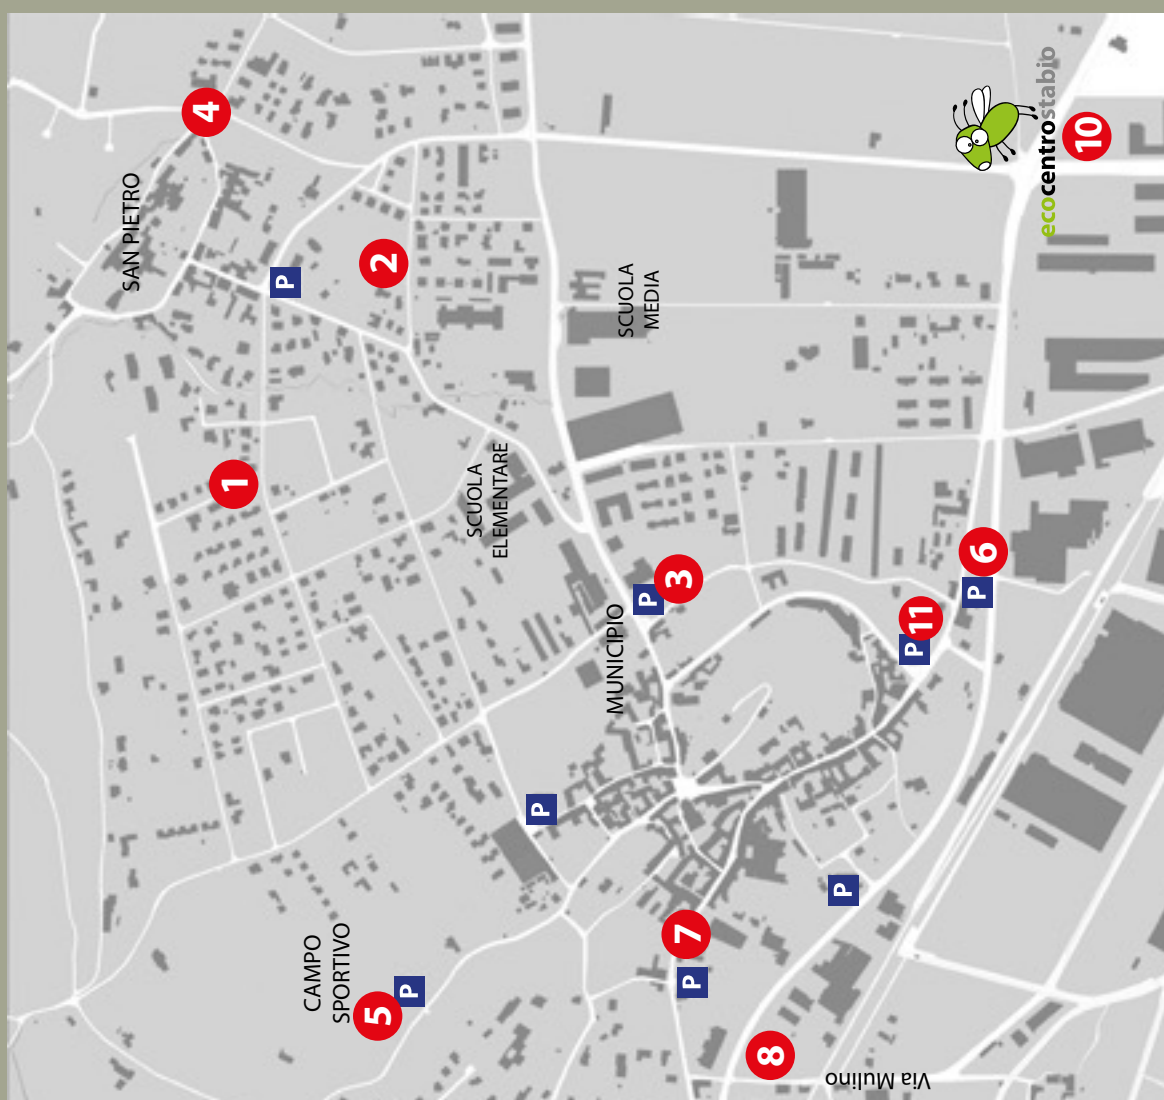 SAN PIETRO
4
1
P
CAMPO
SPORTIVO
5
P
2
SCUOLA
ELEMENTARE
P
MUNICIPIO
SCUOLA
MEDIA
P
3
7
P
8
P
Via Mulino
P
11
P
6
ecocentrostabio
10